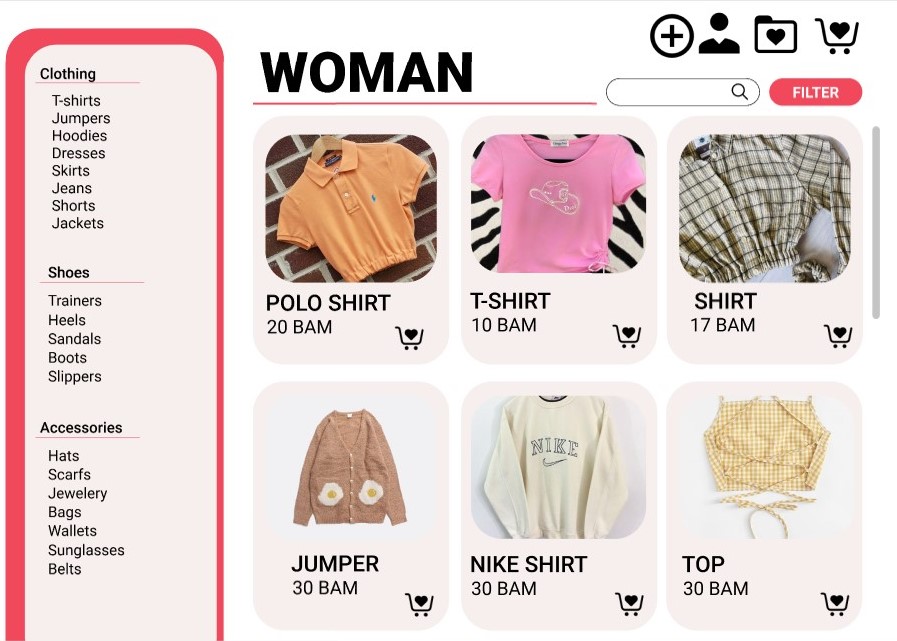 WOMAN
FILTER
Clothing
T-shirts
Jumpers
Hoodies
Dresses
Skirts
Jeans
Shorts
Jackets
Shoes
Trainers
Heels
Sandals
Boots
Slippers
Accessories
Hats
Scarfs
Jewelery
Bags
Wallets
Sunglasses
Belts
POLO SHIRT
20 BAM
T-SHIRT
10 BAM
SHIRT
17 BAM
JUMPER
30 BAM
NIKE
NIKE SHIRT
30 BAM
TOP
30 BAM